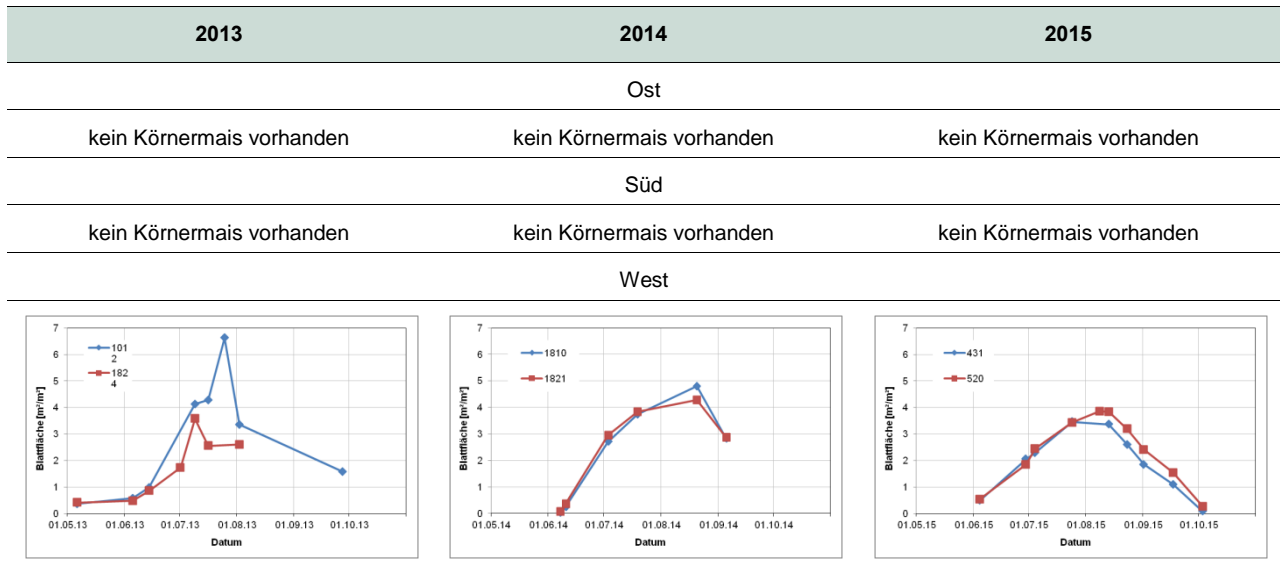 2013 2014 2015
Ost
kein Körnermais vorhanden kein Körnermais vorhanden kein Körnermais vorhanden
Süd
kein Körnermais vorhanden kein Körnermais vorhanden kein Körnermais vorhanden
West
7
6
5
4
3
2
1
0
Blattfläche [m²/m²]
101
2
182
4
01.05.13 01.06.13 01.07.13 01.08.13 01.09.13 01.10.13
Datum
7
6
5
4
3
2
1
0
Blattfläche [m²/m²]
1810
1821
01.05.14 01.06.14 01.07.14 01.08.14 01.09.14 01.10.14
Datum
7
6
5
4
3
2
1
0
Blattfläche [m²/m²]
431
520
01.05.15 01.06.15 01.07.15 01.08.15 01.09.15 01.10.15
Datum